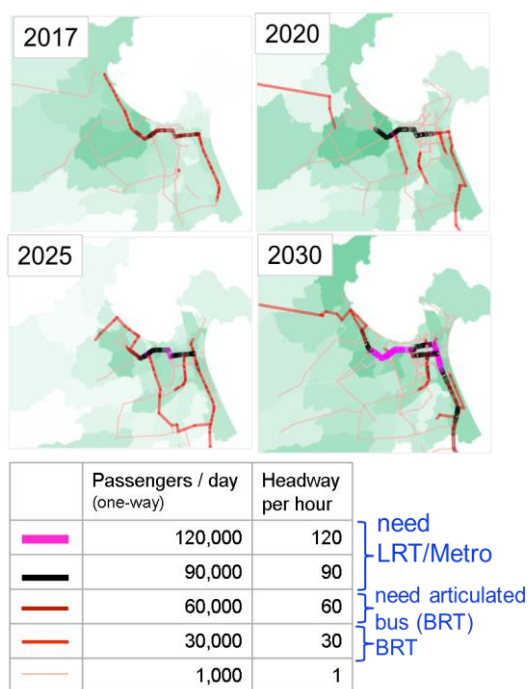 2017
2020
2025
2030
Passengers / day
(one-way)
Headway
per hour
120,000
120
90,000
90
60,000
60
30,000
30
1,000
1
need
LRT/Metro
need articulated
bus (BRT)
BRT